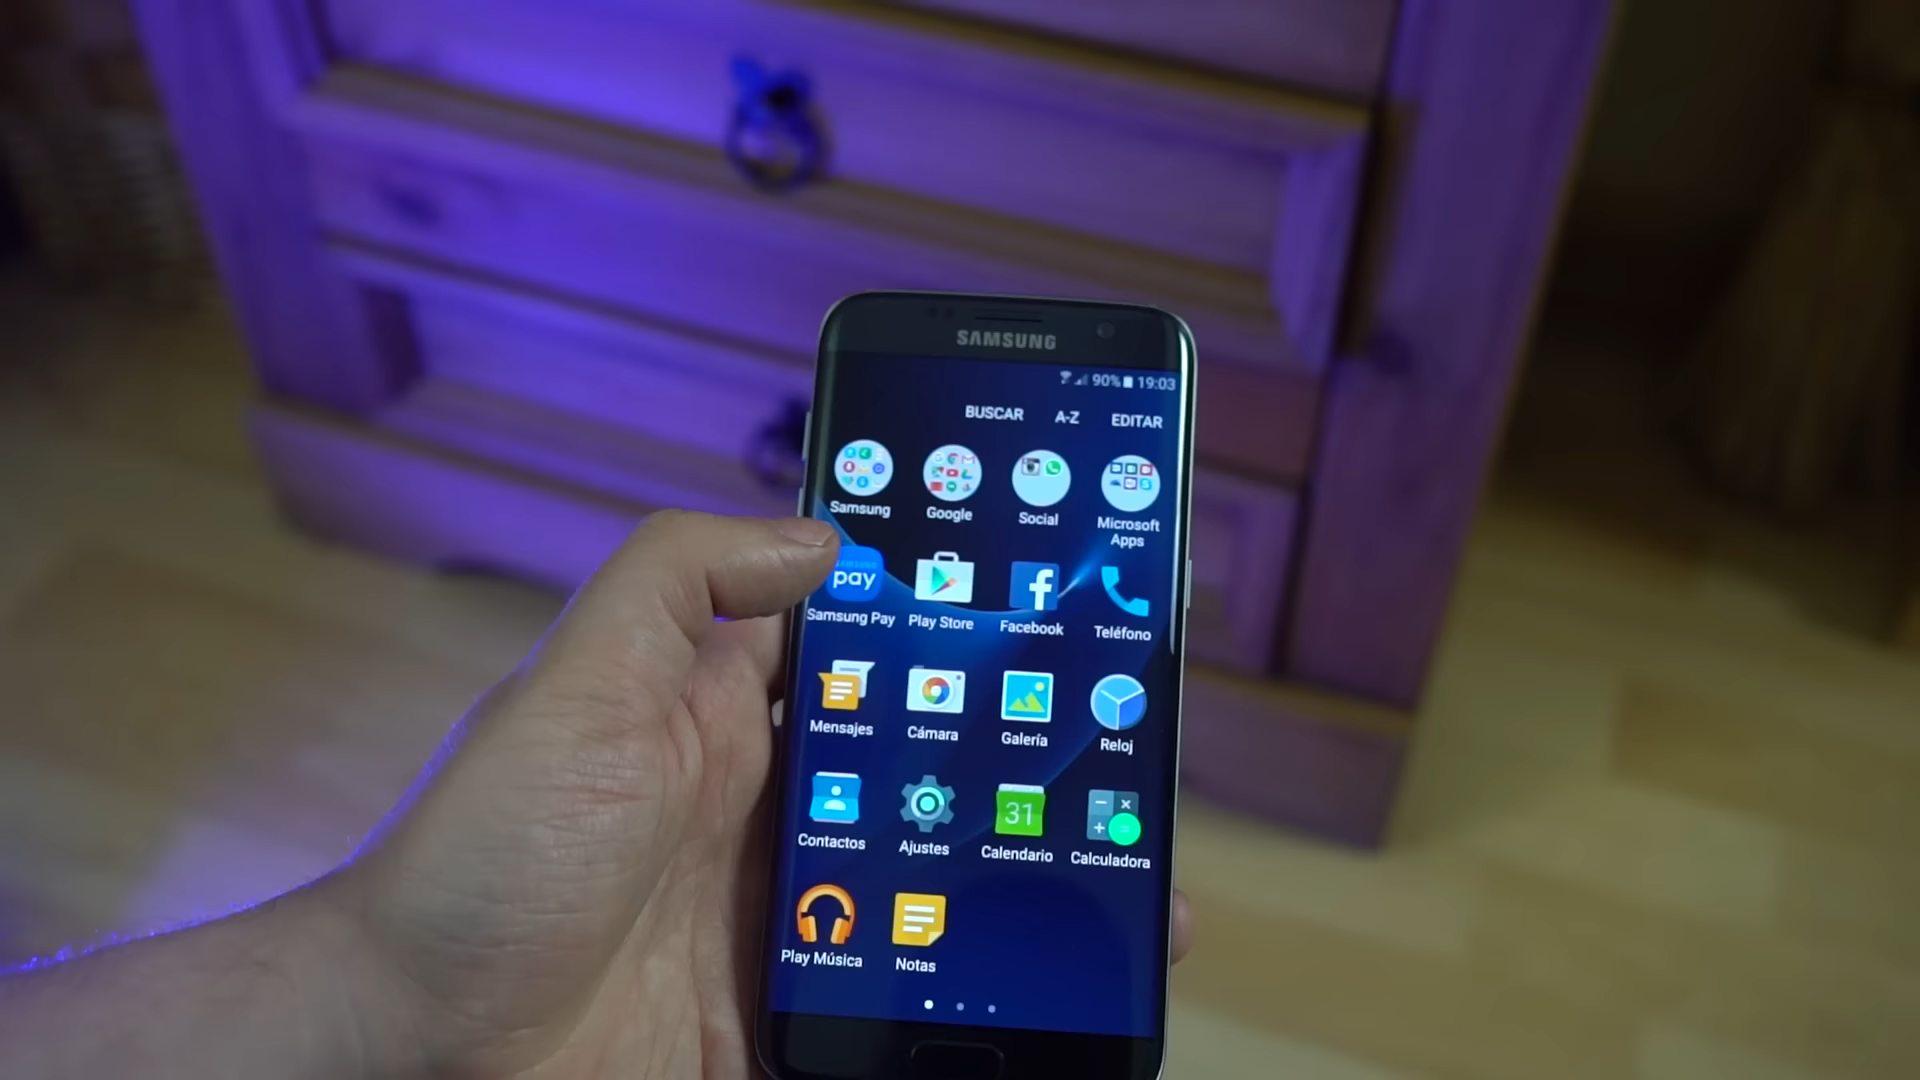 SAMSUNG
90% 19:03
BUSCAR A-Z EDITAR
Samsung Google Social Microsoft
Apps
SAMSUNG
pay
Samsung Pay Play Store Facebook Teléfono
Mensajes Cámara Galería Reloj
31
Contactos Ajustes Calendario Calculadora
Play Música Notas